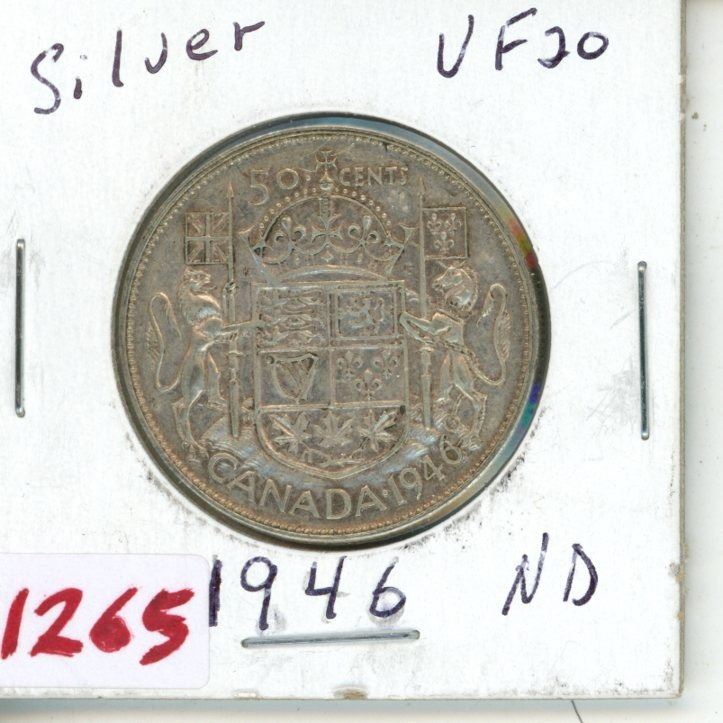 Silver VF20
50 CENTS
CANADA·1946
1946 ND
1265